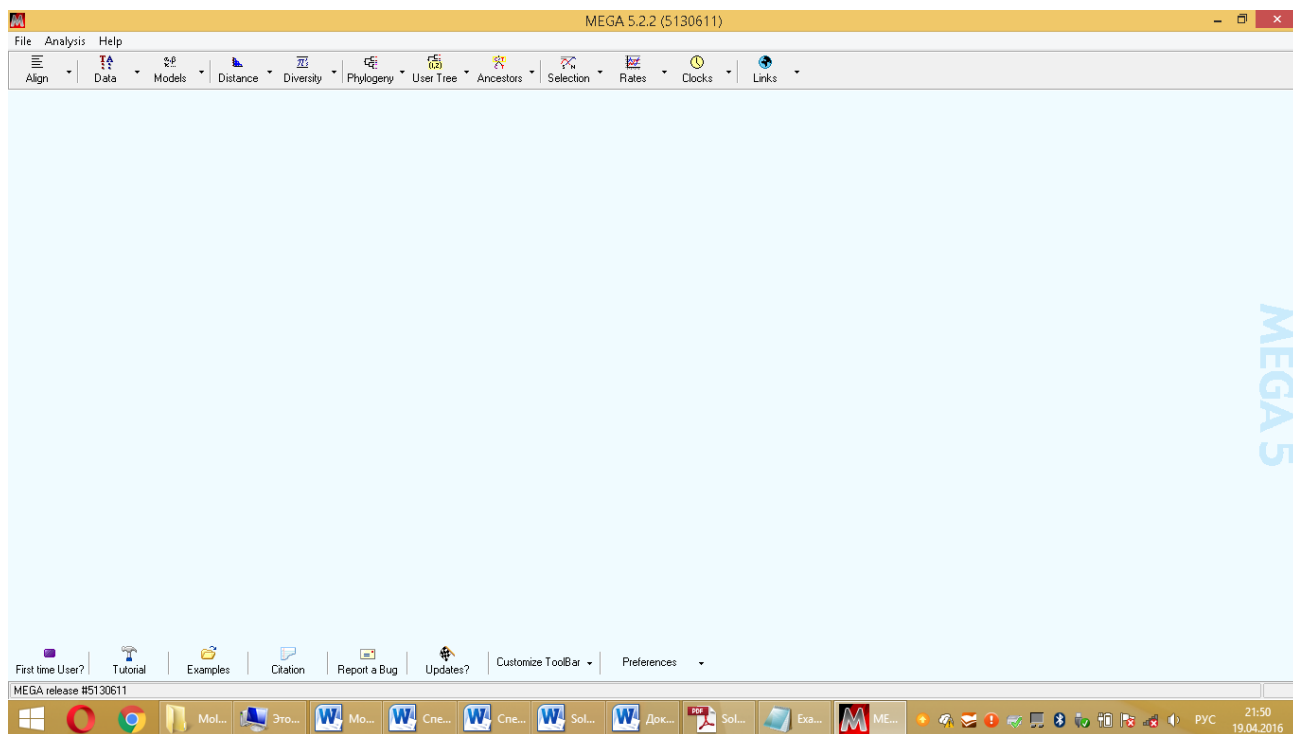 MEGA 5.2.2 (5130611)
File Analysis Help
Align Data Models Distance Diversity Phylogeny User Tree Ancestors Selection Rates Clocks Links
MEGA 5
First time User? Tutorial Examples Citation Report a Bug Updates? Customize ToolBar Preferences
MEGA release #5130611
Mol... Это... Мо... Спе... Спе... Sol... Док... Sol... Exa... ME... РУС 21:50
19.04.2016